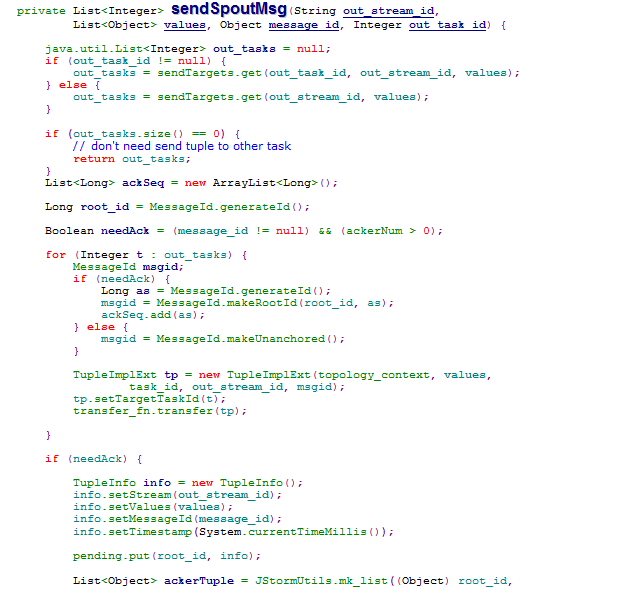 private List<Integer> sendSpoutMsg(String out_stream_id,
List<Object> values, Object message_id, Integer out_task_id) {
java.util.List<Integer> out_tasks = null;
if (out_task_id != null) {
out_tasks = sendTargets.get(out_task_id, out_stream_id, values);
} else {
out_tasks = sendTargets.get(out_stream_id, values);
}
if (out_tasks.size() == 0) {
// don't need send tuple to other task
return out_tasks;
}
List<Long> ackSeq = new ArrayList<Long>();
Long root_id = MessageId.generateId();
Boolean needAck = (message_id != null) && (ackerNum > 0);
for (Integer t : out_tasks) {
MessageId msgid;
if (needAck) {
Long as = MessageId.generateId();
msgid = MessageId.makeRootId(root_id, as);
ackSeq.add(as);
} else {
msgid = MessageId.makeUnanchored();
}
TupleImplExt tp = new TupleImplExt(topology_context, values,
task_id, out_stream_id, msgid);
tp.setTargetTaskId(t);
transfer_fn.transfer(tp);
}
if (needAck) {
TupleInfo info = new TupleInfo();
info.setStream(out_stream_id);
info.setValues(values);
info.setMessageId(message_id);
info.setTimestamp(System.currentTimeMillis());
pending.put(root_id, info);
List<Object> ackerTuple = JStormUtils.mk_list((Object) root_id,